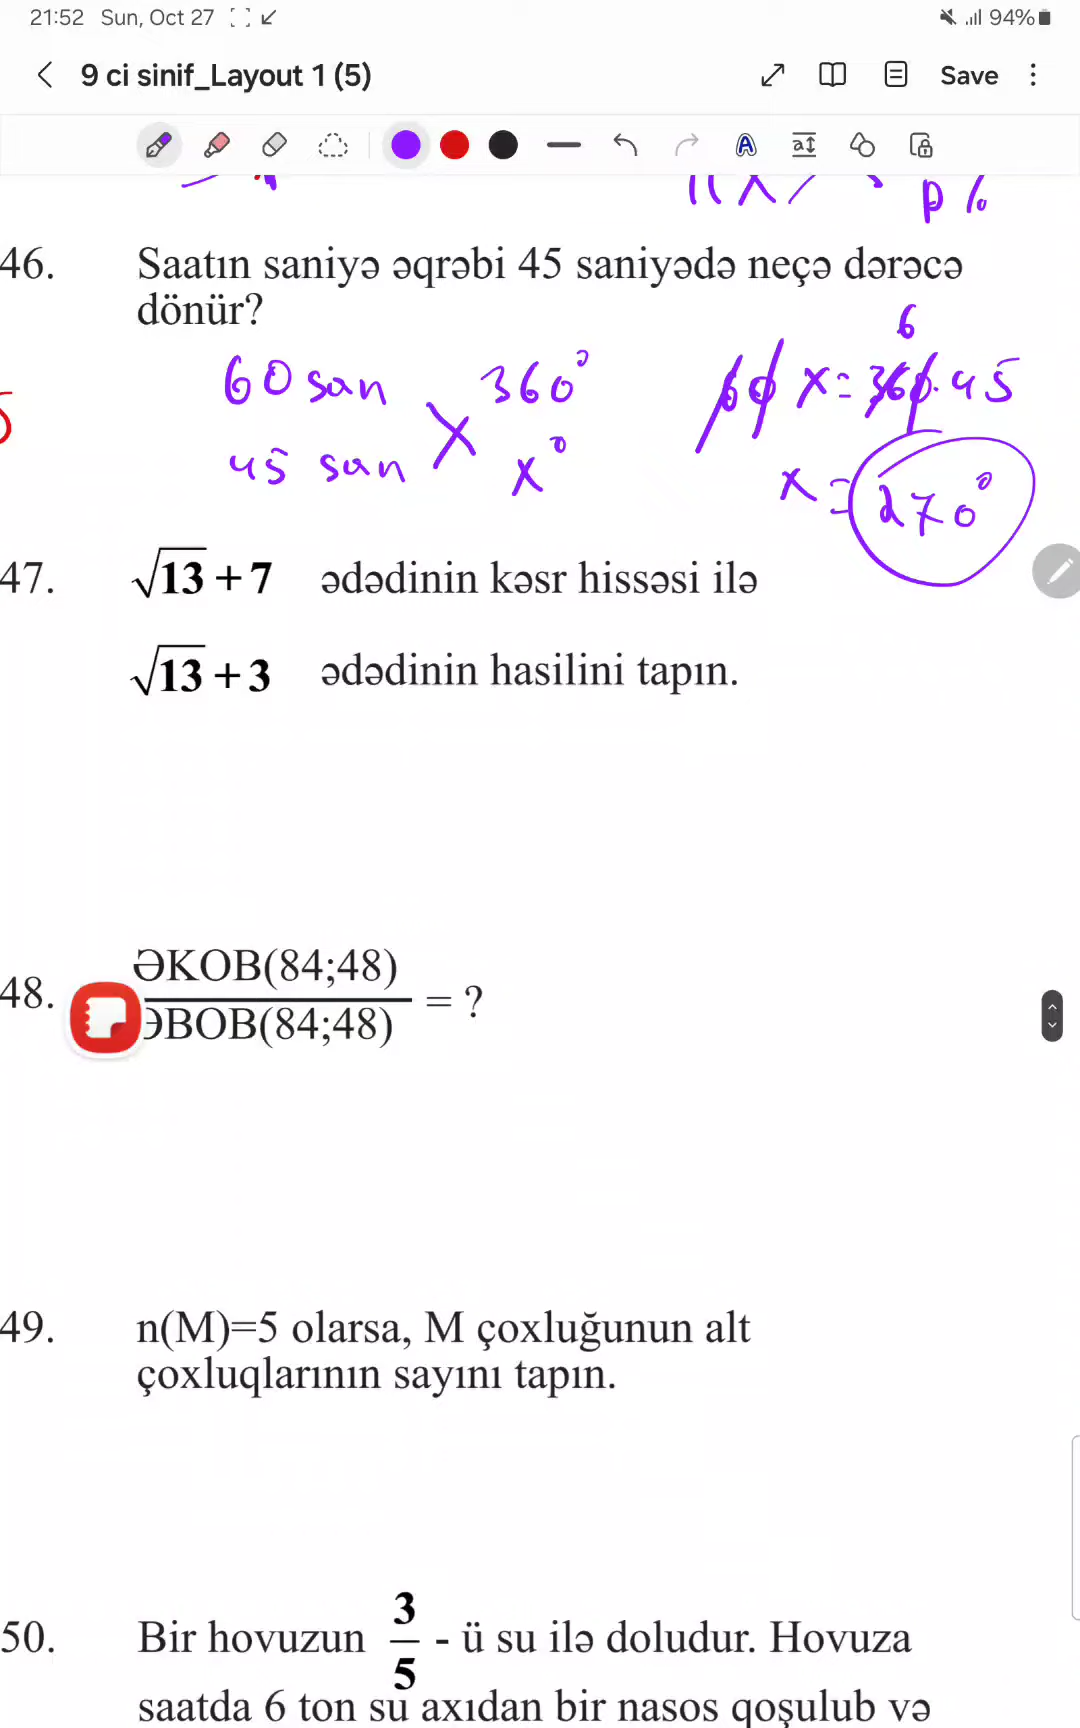 21:52 Sun, Oct 27 94%
9 ci sinif_Layout 1 (5) Save
p %
46. Saatın saniyə əqrəbi 45 saniyədə neçə dərəcə
dönür?
60 san 360°
45 san x°
6
60 x = 360 · 45
x = 270°
47. √13 + 7 ədədinin kəsr hissəsi ilə
√13 + 3 ədədinin hasilini tapın.
48. ƏKOB(84;48)
ƏBOB(84;48) = ?
49. n(M)=5 olarsa, M çoxluğunun alt
çoxluqlarının sayını tapın.
50. Bir hovuzun 3/5 - ü su ilə doludur. Hovuza
saatda 6 ton su axıdan bir nasos qoşulub və